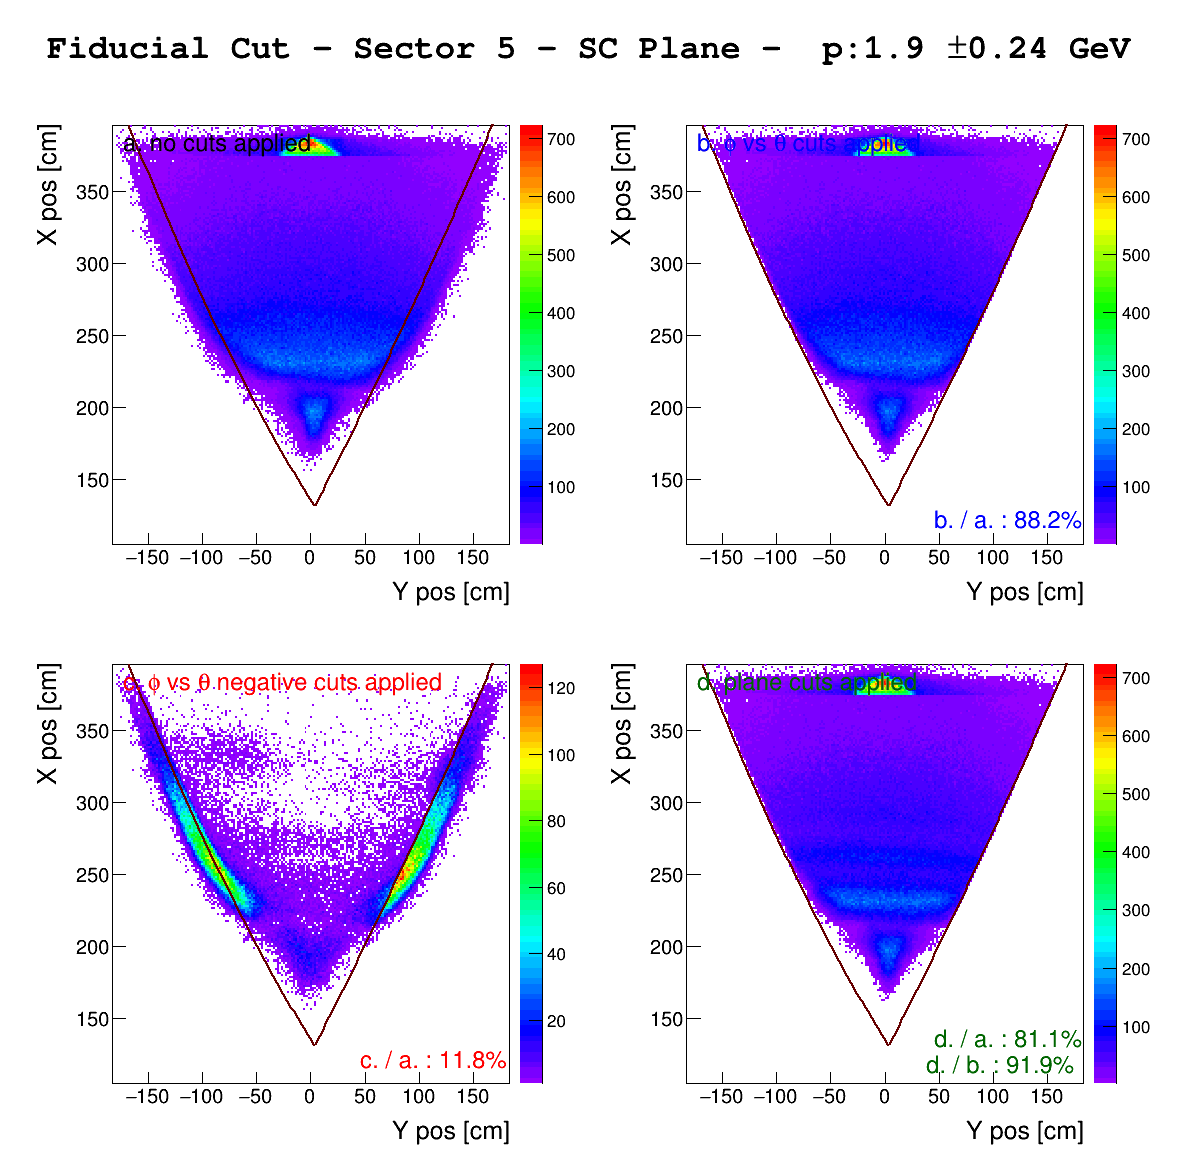 Fiducial Cut – Sector 5 – SC Plane – p:1.9 ±0.24 GeV
a. no cuts applied
X pos [cm]
350
300
250
200
150
−150 −100 −50 0 50 100 150
Y pos [cm]
700
600
500
400
300
200
100
b. ϕ vs θ cuts applied
X pos [cm]
350
300
250
200
150
b. / a. : 88.2%
−150 −100 −50 0 50 100 150
Y pos [cm]
700
600
500
400
300
200
100
c. ϕ vs θ negative cuts applied
X pos [cm]
350
300
250
200
150
c. / a. : 11.8%
−150 −100 −50 0 50 100 150
Y pos [cm]
120
100
80
60
40
20
d. plane cuts applied
X pos [cm]
350
300
250
200
150
d. / a. : 81.1%
d. / b. : 91.9%
−150 −100 −50 0 50 100 150
Y pos [cm]
700
600
500
400
300
200
100